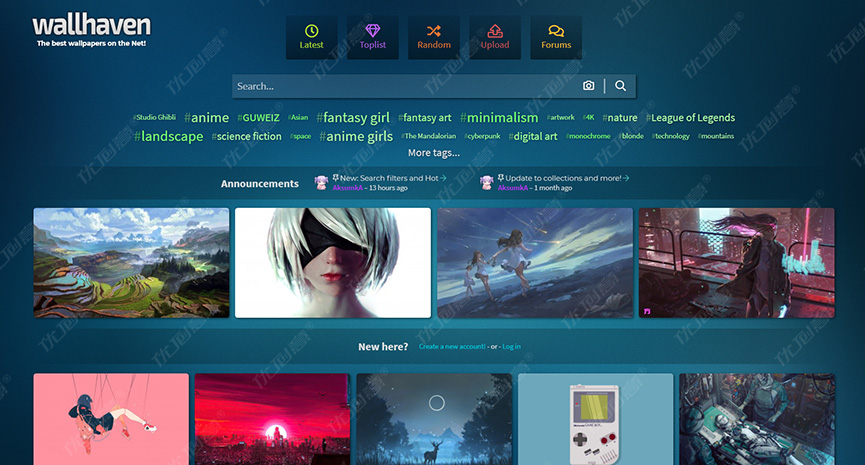 wallhaven
The best wallpapers on the Net!
Latest
Toplist
Random
Upload
Forums
Search...
#Studio Ghibli #anime #GUWEIZ #Asian #fantasy girl #fantasy art #minimalism #artwork #4K #nature #League of Legends
#landscape #science fiction #space #anime girls #The Mandalorian #cyberpunk #digital art #monochrome #blonde #technology #mountains
More tags...
Announcements
New: Search filters and Hot
AksumkA – 13 hours ago
Update to collections and more!
AksumkA – 1 month ago
New here? Create a new account! - or - Log in